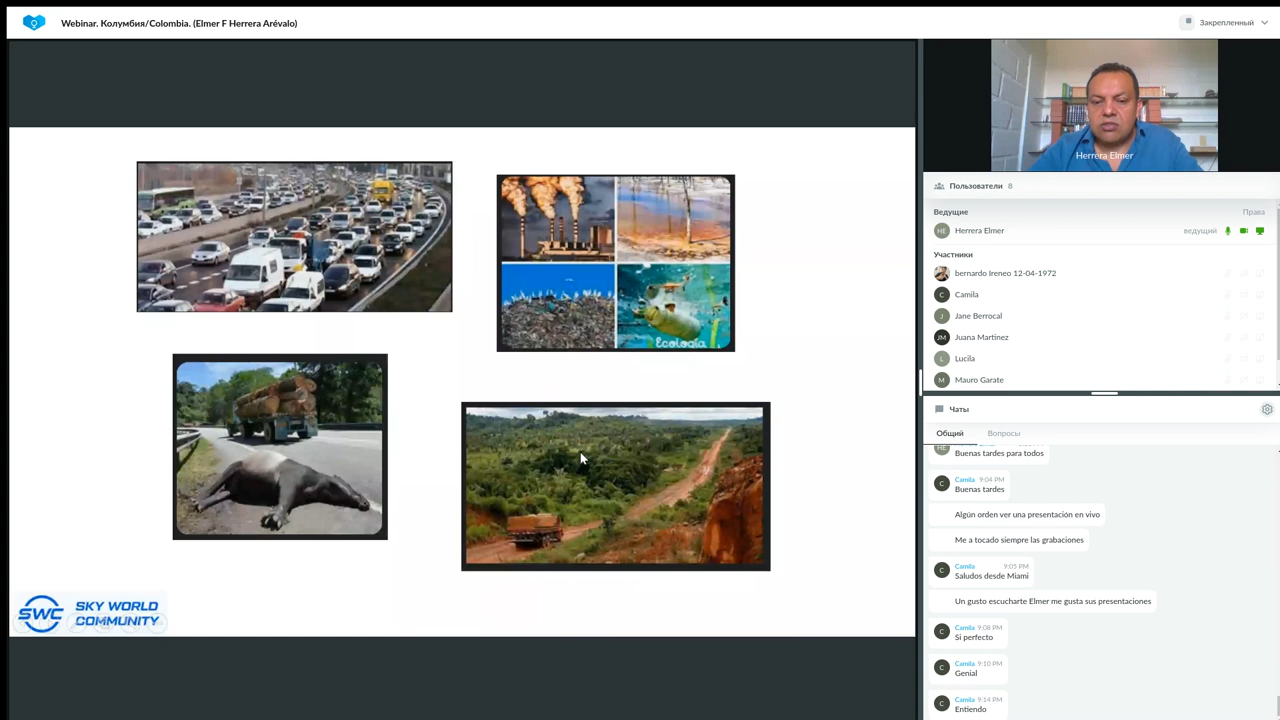 Webinar. Колумбия/Colombia. (Elmer F Herrera Arévalo)
Закрепленный
Ecología
SWC SKY WORLD
COMMUNITY
Herrera Elmer
Пользователи 8
Ведущие Права
HE Herrera Elmer ведущий
Участники
bernardo Ireneo 12-04-1972
C Camila
J Jane Berrocal
JM Juana Martinez
L Lucila
M Mauro Garate
Чаты
Общий Вопросы
HE
Buenas tardes para todos
C Camila 9:04 PM
Buenas tardes
Algún orden ver una presentación en vivo
Me a tocado siempre las grabaciones
C Camila 9:05 PM
Saludos desde Miami
Un gusto escucharte Elmer me gusta sus presentaciones
C Camila 9:08 PM
Si perfecto
C Camila 9:10 PM
Genial
C Camila 9:14 PM
Entiendo